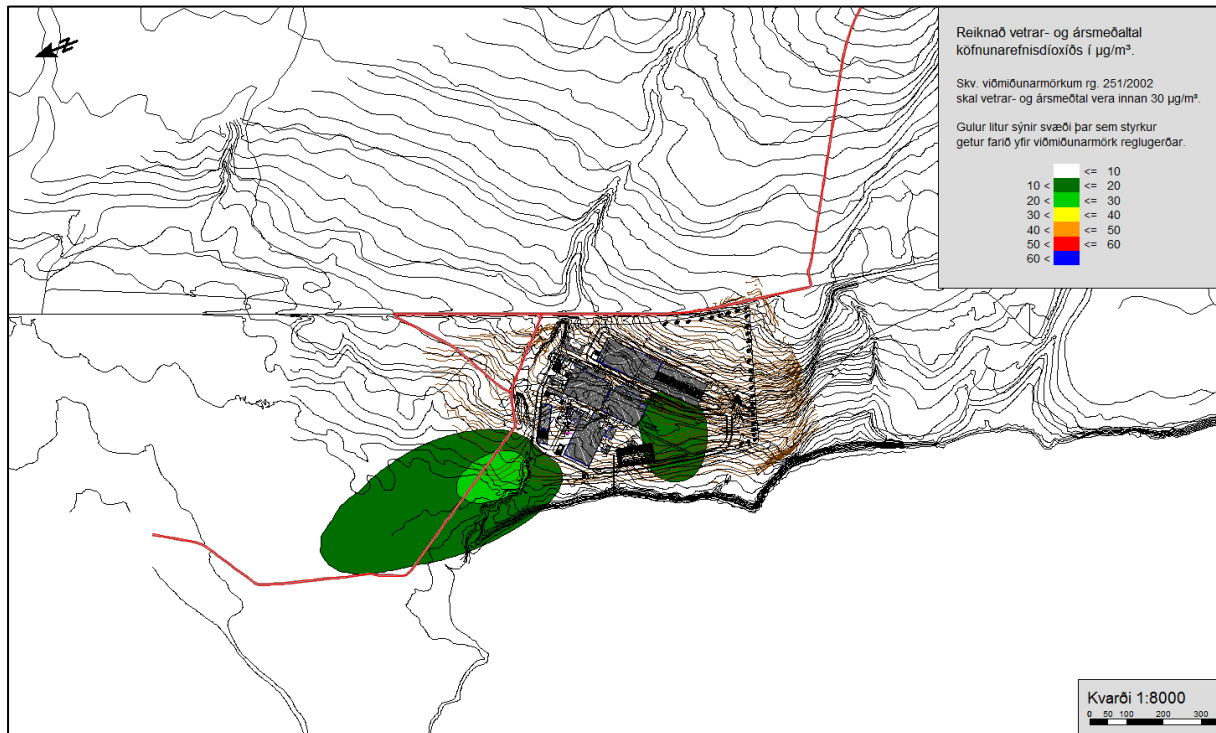 N
Reiknað vetrar- og ársmeðaltal
köfnunarefnisdíoxíðs í µg/m³.
Skv. viðmiðunarmörkum rg. 251/2002
skal vetrar- og ársmeðtal vera innan 30 µg/m³.
Gulur litur sýnir svæði þar sem styrkur
getur farið yfir viðmiðunarmörk reglugerðar.
<= 10
10 < <= 20
20 < <= 30
30 < <= 40
40 < <= 50
50 < <= 60
60 <
Kvarði 1:8000
0 50 100 200 300